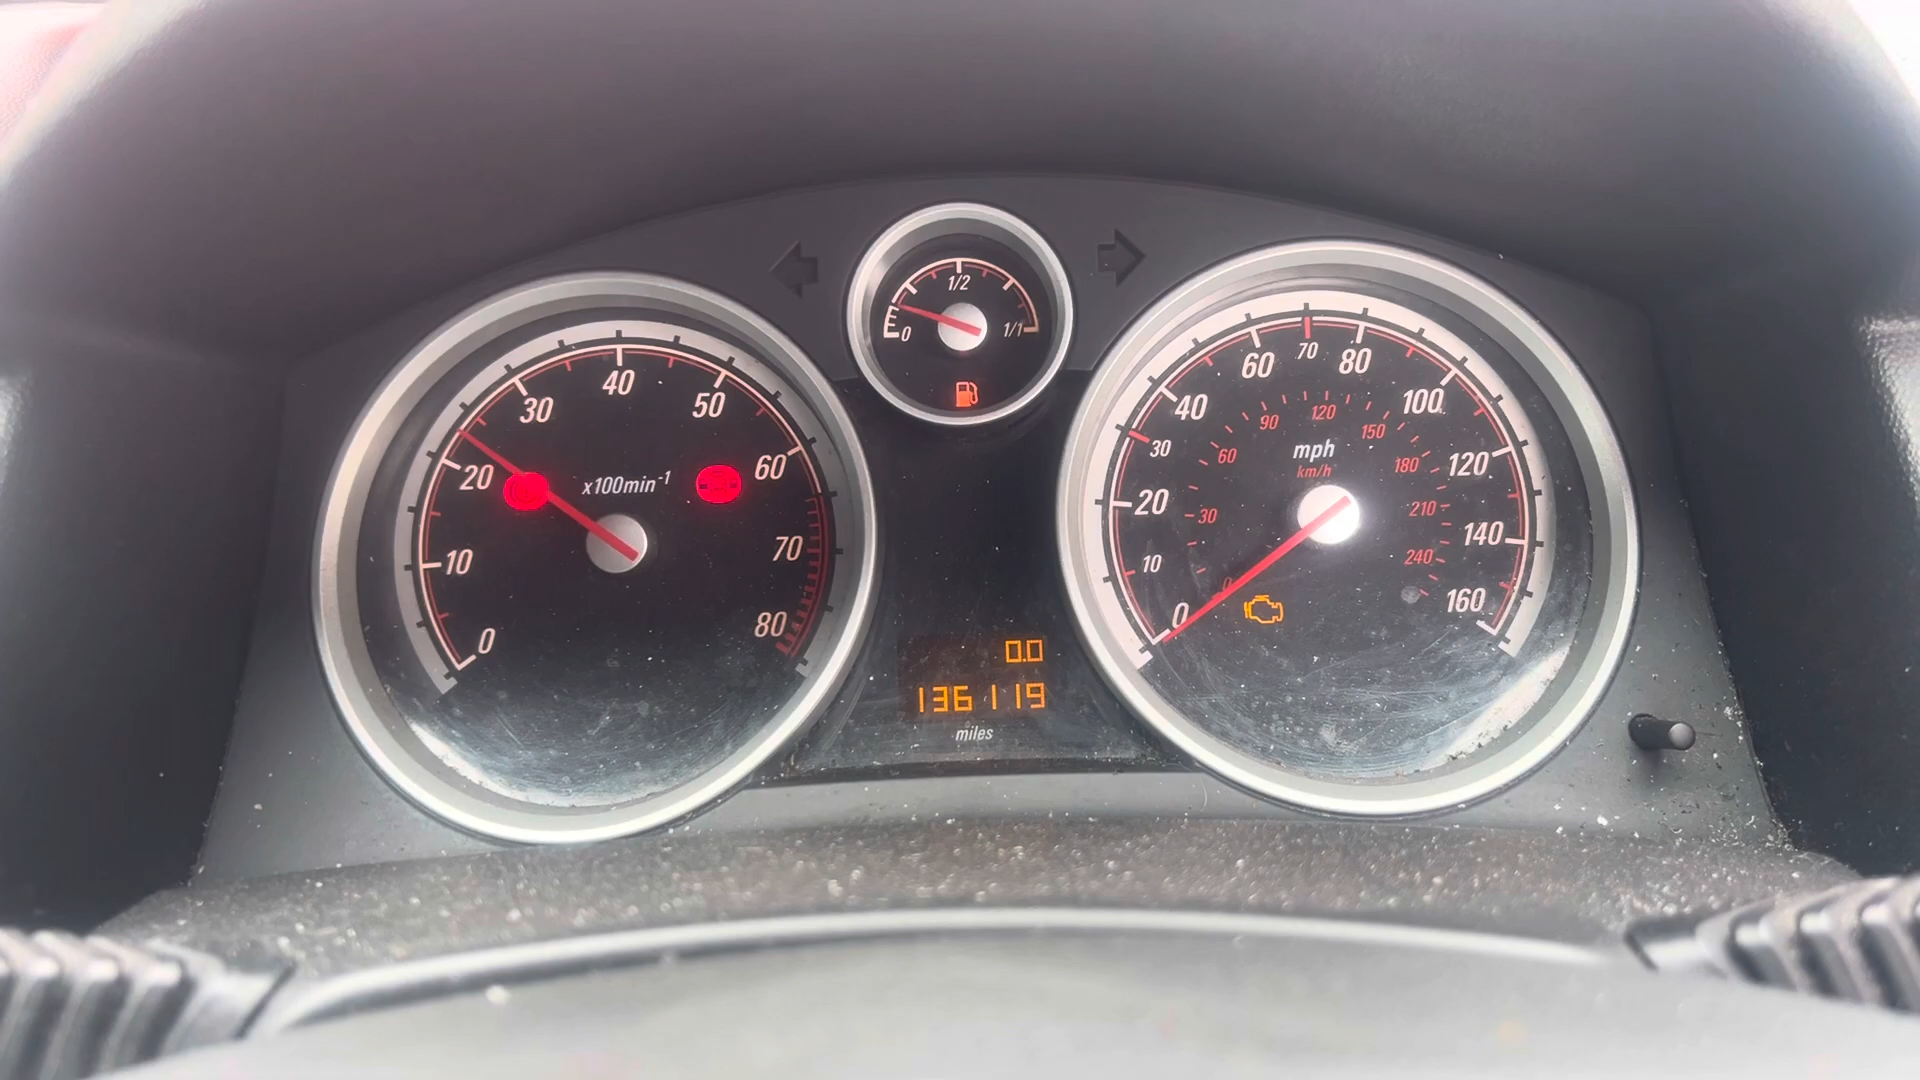 1/2
0 1/1
0 10 20 30 40 50 60 70 80
x100min-1
0 10 20 30 40 60 70 80 100 120 140 160
mph
km/h
0 30 60 90 120 150 180 210 240
0.0
136119
miles